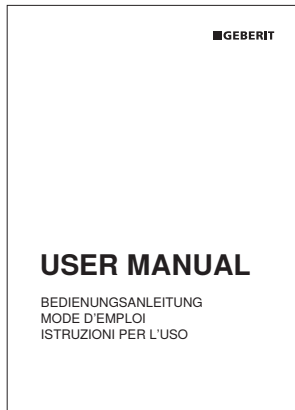 GEBERIT
USER MANUAL
BEDIENUNGSANLEITUNG
MODE D'EMPLOI
ISTRUZIONI PER L'USO